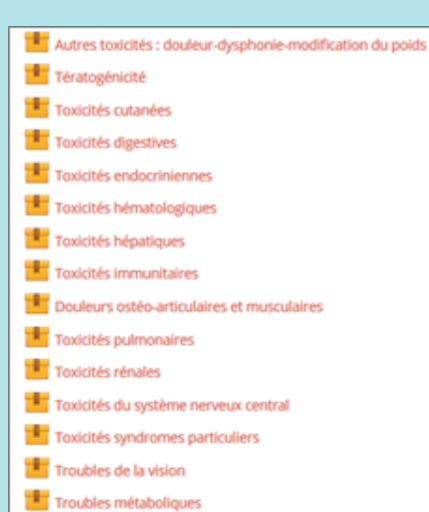 Autres toxicités : douleur-dysphonie-modification du poids
Tératogénicité
Toxicités cutanées
Toxicités digestives
Toxicités endocriniennes
Toxicités hématologiques
Toxicités hépatiques
Toxicités immunitaires
Douleurs ostéo-articulaires et musculaires
Toxicités pulmonaires
Toxicités rénales
Toxicités du système nerveux central
Toxicités syndromes particuliers
Troubles de la vision
Troubles métaboliques